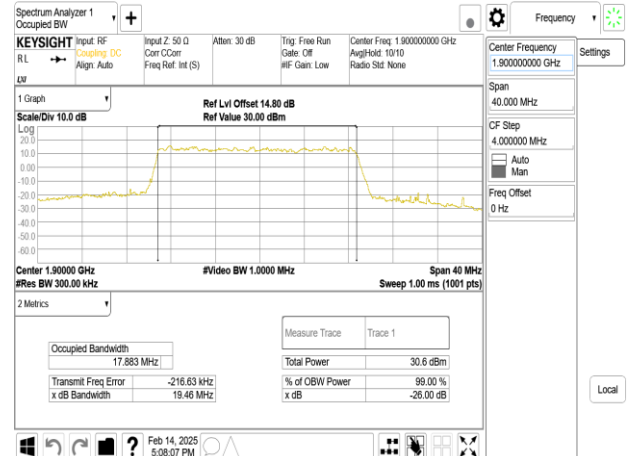 Spectrum Analyzer 1
Occupied BW
Frequency
KEYSIGHT
RL
LXI
Input: RF
Coupling: DC
Align: Auto
Input Z: 50 Ω
Corr CCorr
Freq Ref: Int (S)
Atten: 30 dB
Trig: Free Run
Gate: Off
#IF Gain: Low
Center Freq: 1.900000000 GHz
Avg|Hold: 10/10
Radio Std: None
Center Frequency
1.900000000 GHz
Settings
Span
40.000 MHz
CF Step
4.000000 MHz
Auto
Man
Freq Offset
0 Hz
Local
1 Graph
Scale/Div 10.0 dB
Ref Lvl Offset 14.80 dB
Ref Value 30.00 dBm
Log
20.0
10.0
0.00
-10.0
-20.0
-30.0
-40.0
-50.0
-60.0
Center 1.90000 GHz
#Video BW 1.0000 MHz
Span 40 MHz
#Res BW 300.00 kHz
Sweep 1.00 ms (1001 pts)
2 Metrics
Measure Trace
Trace 1
Occupied Bandwidth
17.883 MHz
Total Power
30.6 dBm
Transmit Freq Error
-216.63 kHz
% of OBW Power
99.00 %
x dB Bandwidth
19.46 MHz
x dB
-26.00 dB
?
Feb 14, 2025
5:08:07 PM